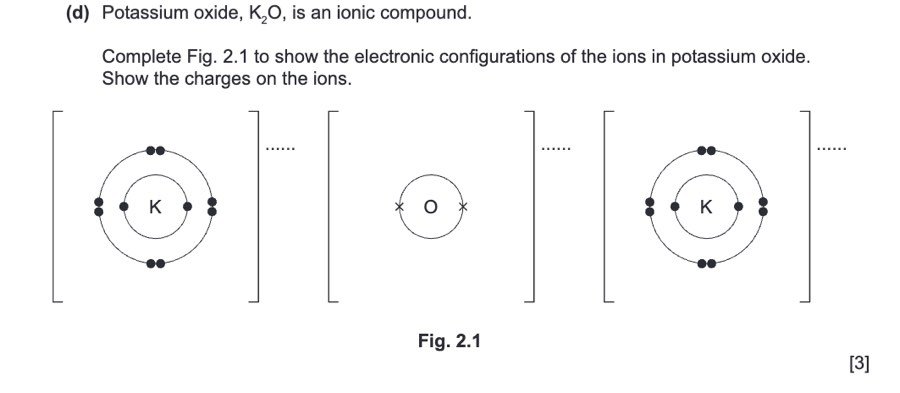 (d) Potassium oxide, K₂O, is an ionic compound.
Complete Fig. 2.1 to show the electronic configurations of the ions in potassium oxide.
Show the charges on the ions.
...... ...... ......
K O K
Fig. 2.1
[3]